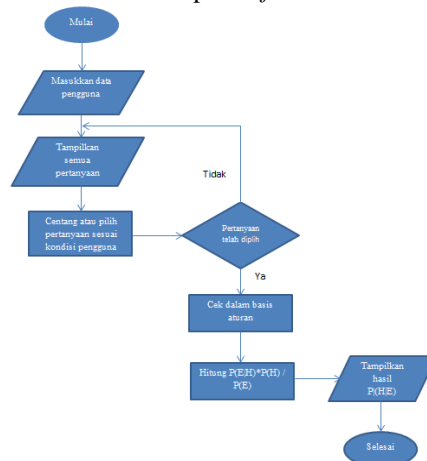 Mulai
Masukkan data
pengguna
Tampilkan
semua
pertanyaan
Tidak
Centang atau pilih
pertanyaan sesuai
kondisi pengguna
Pertanyaan
telah diplih
Ya
Cek dalam basis
aturan
Hitung P(E|H)*P(H) /
P(E)
Tampilkan
hasil
P(H|E)
Selesai